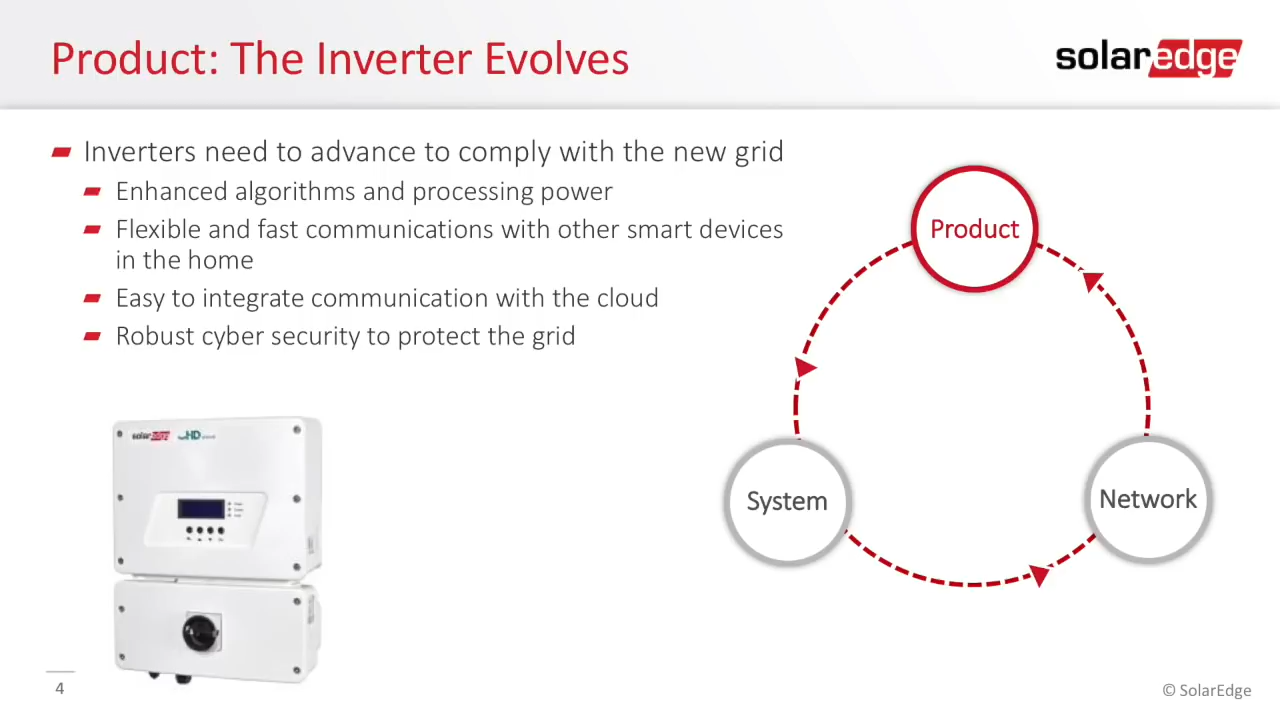 Product: The Inverter Evolves
solaredge
Inverters need to advance to comply with the new grid
Enhanced algorithms and processing power
Flexible and fast communications with other smart devices
in the home
Easy to integrate communication with the cloud
Robust cyber security to protect the grid
Product
System
Network
solaredge HD
4
© SolarEdge